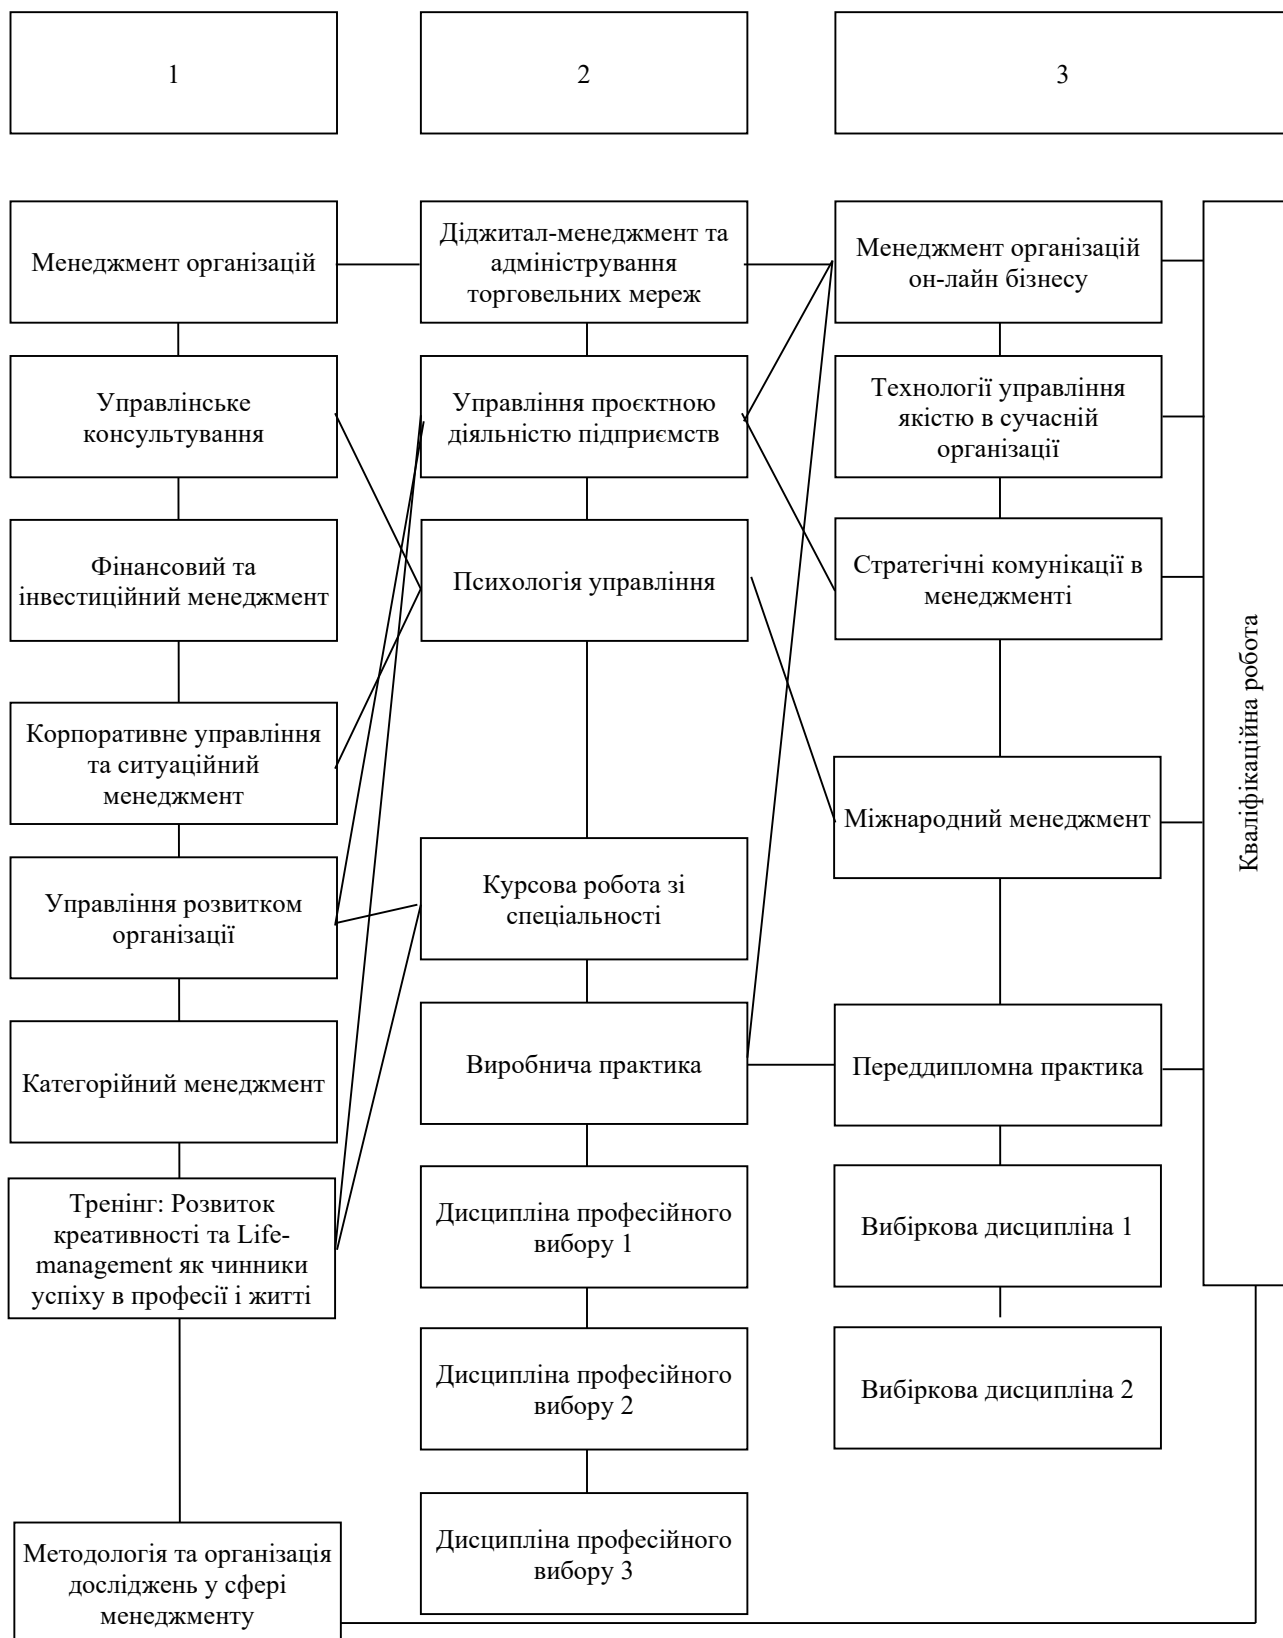 1
2
3
Менеджмент організацій
Управлінське
консультування
Фінансовий та
інвестиційний менеджмент
Корпоративне управління
та ситуаційний
менеджмент
Управління розвитком
організації
Категорійний менеджмент
Тренінг: Розвиток
креативності та Life-
management як чинники
успіху в професії і житті
Методологія та організація
досліджень у сфері
менеджменту
Діджитал-менеджмент та
адміністрування
торговельних мереж
Управління проєктною
діяльністю підприємств
Психологія управління
Курсова робота зі
спеціальності
Виробнича практика
Дисципліна професійного
вибору 1
Дисципліна професійного
вибору 2
Дисципліна професійного
вибору 3
Менеджмент організацій
он-лайн бізнесу
Технології управління
якістю в сучасній
організації
Стратегічні комунікації в
менеджменті
Міжнародний менеджмент
Переддипломна практика
Вибіркова дисципліна 1
Вибіркова дисципліна 2
Кваліфікаційна робота